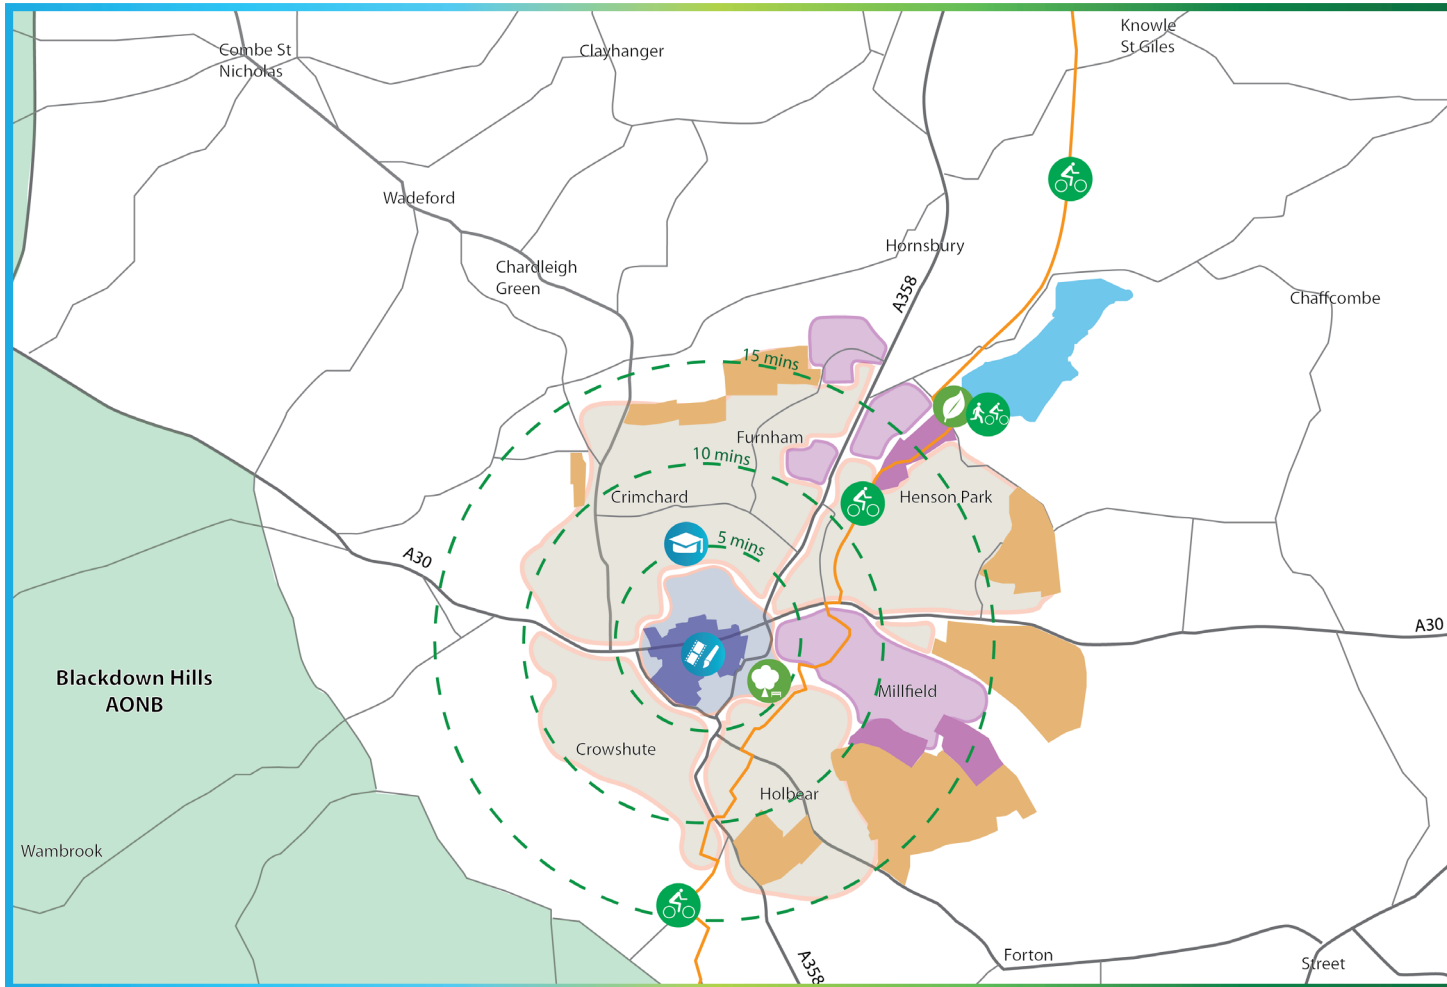 Knowle
St Giles
Combe St
Nicholas
Clayhanger
Wadeford
Hornsbury
Chardleigh
Green
A358
Chaffcombe
15 mins
Furnham
10 mins
Crimchard
Henson Park
5 mins
A30
A30
Blackdown Hills
AONB
Millfield
Crowshute
Holbear
Wambrook
Forton
A358
Street